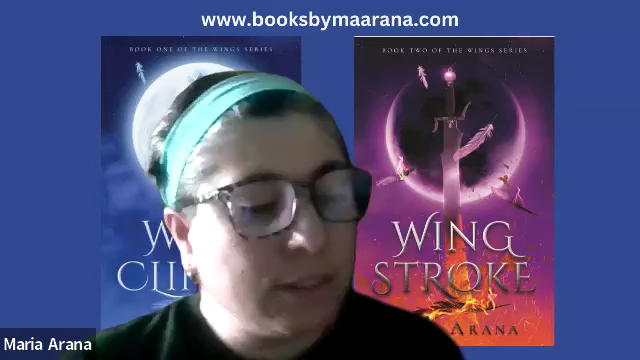 www.booksbymaarana.com
BOOK ONE OF THE WINGS SERIES
BOOK TWO OF THE WINGS SERIES
WING
STROKE
ARANA
Maria Arana